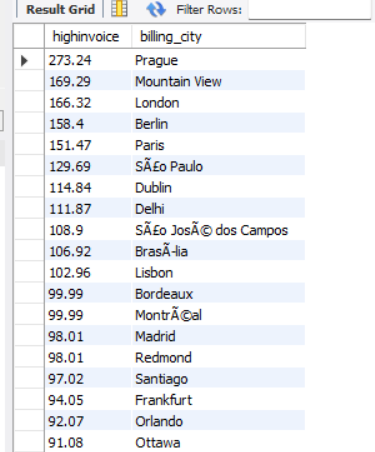 Result Grid Filter Rows:
highinvoice billing_city
273.24 Prague
169.29 Mountain View
166.32 London
158.4 Berlin
151.47 Paris
129.69 SÃ£o Paulo
114.84 Dublin
111.87 Delhi
108.9 SÃ£o JosÃ© dos Campos
106.92 BrasÃ-lia
102.96 Lisbon
99.99 Bordeaux
99.99 MontrÃ©al
98.01 Madrid
98.01 Redmond
97.02 Santiago
94.05 Frankfurt
92.07 Orlando
91.08 Ottawa